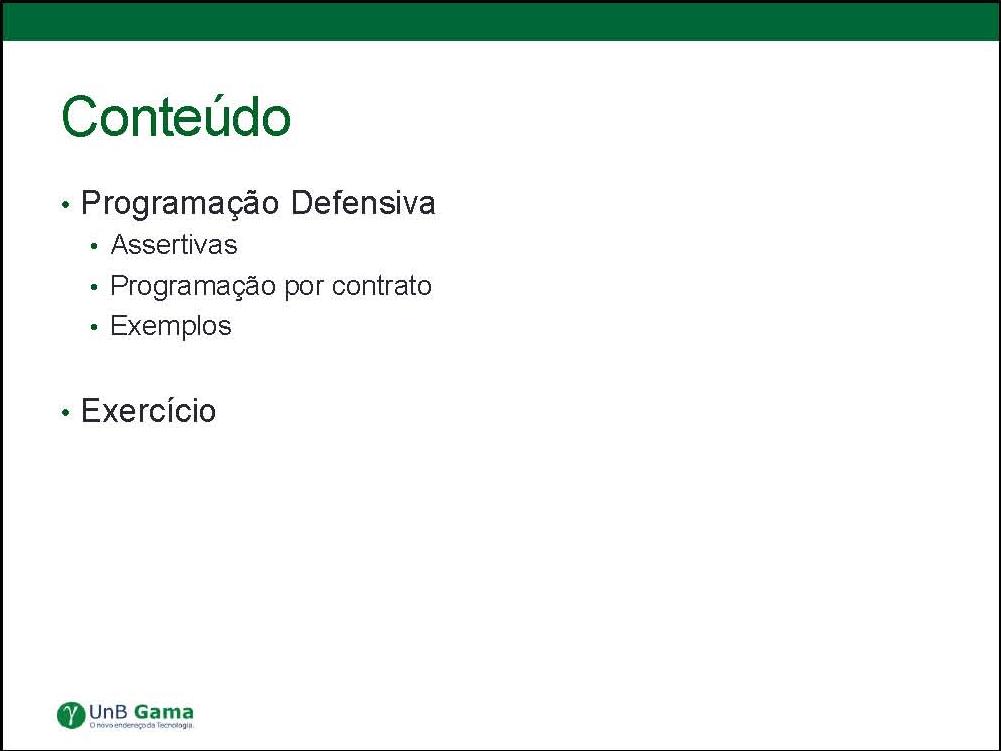 Conteúdo
• Programação Defensiva
• Assertivas
• Programação por contrato
• Exemplos
• Exercício
γ UnB Gama
O novo endereço da Tecnologia.